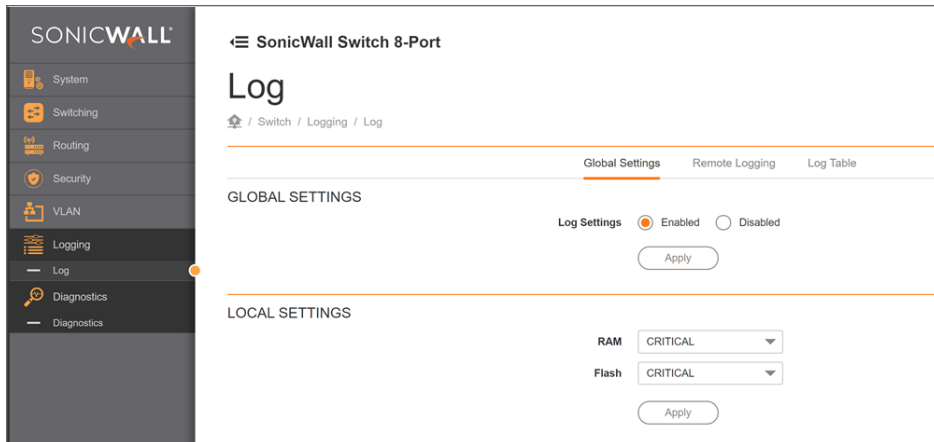 SONICWALL
System
Switching
Routing
Security
VLAN
Logging
Log
Diagnostics
Diagnostics
SonicWall Switch 8-Port
Log
/ Switch / Logging / Log
Global Settings Remote Logging Log Table
GLOBAL SETTINGS
Log Settings Enabled Disabled
Apply
LOCAL SETTINGS
RAM CRITICAL
Flash CRITICAL
Apply